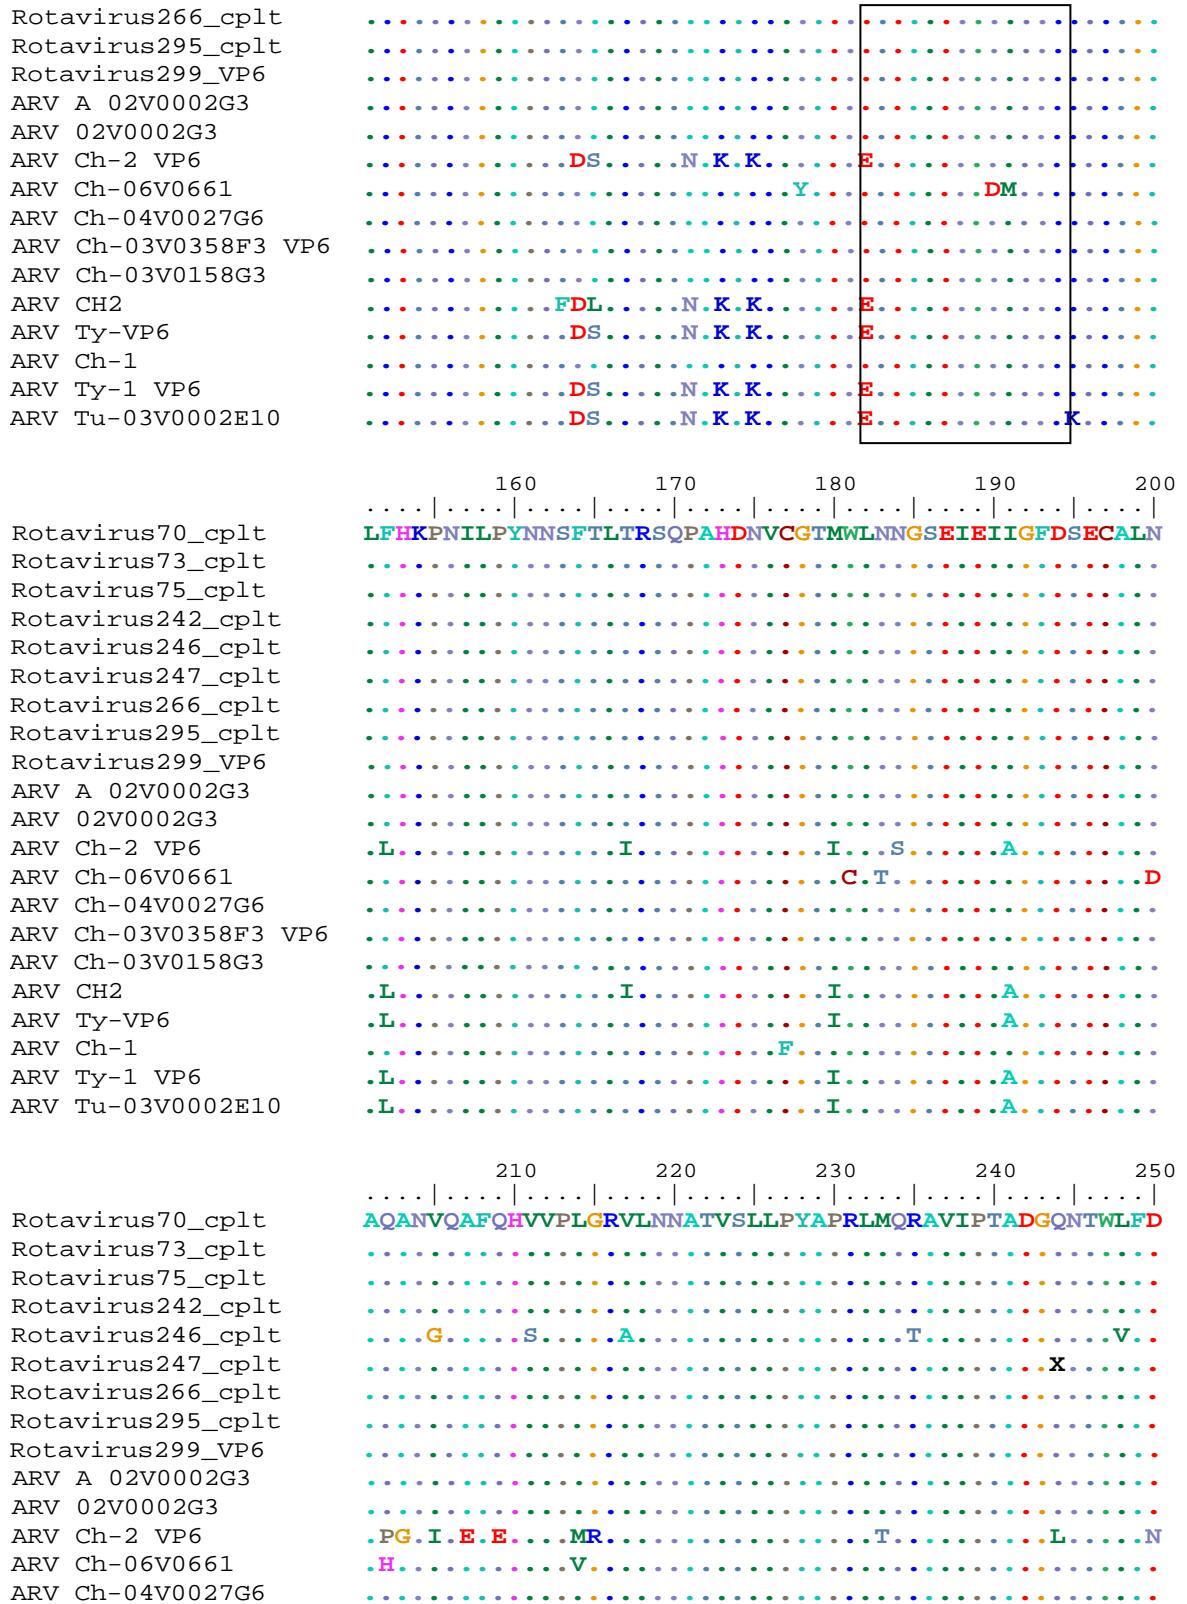 Rotavirus266_cplt ..................................................
Rotavirus295_cplt ..................................................
Rotavirus299_VP6 ..................................................
ARV A 02V0002G3 ..................................................
ARV 02V0002G3 ..................................................
ARV Ch-2 VP6 .............DS.....N.K.K......E..................
ARV Ch-06V0661 ...........................Y...........DM.........
ARV Ch-04V0027G6 ..................................................
ARV Ch-03V0358F3 VP6 ..................................................
ARV Ch-03V0158G3 ..................................................
ARV CH2 ............FDL.....N.K.K......E..................
ARV Ty-VP6 .............DS.....N.K.K......E..................
ARV Ch-1 ..................................................
ARV Ty-1 VP6 .............DS.....N.K.K......E..................
ARV Tu-03V0002E10 .............DS.....N.K.K......E............K.....
160 170 180 190 200
....|....|....|....|....|....|....|....|....|....|
Rotavirus70_cplt LFHKPNILPYNNSFTLTRSQPAHDNVCGTMWLNNGSEIEIIGFDSECALN
Rotavirus73_cplt ..................................................
Rotavirus75_cplt ..................................................
Rotavirus242_cplt ..................................................
Rotavirus246_cplt ..................................................
Rotavirus247_cplt ..................................................
Rotavirus266_cplt ..................................................
Rotavirus295_cplt ..................................................
Rotavirus299_VP6 ..................................................
ARV A 02V0002G3 ..................................................
ARV 02V0002G3 ..................................................
ARV Ch-2 VP6 .L..............I............I...S......A.........
ARV Ch-06V0661 ..............................C.T................D
ARV Ch-04V0027G6 ..................................................
ARV Ch-03V0358F3 VP6 ..................................................
ARV Ch-03V0158G3 ..................................................
ARV CH2 .L..............I............I..........A.........
ARV Ty-VP6 .L...........................I..........A.........
ARV Ch-1 ..........................F.......................
ARV Ty-1 VP6 .L...........................I..........A.........
ARV Tu-03V0002E10 .L...........................I..........A.........
210 220 230 240 250
....|....|....|....|....|....|....|....|....|....|
Rotavirus70_cplt AQANVQAFQHVVPLGRVLNNATVSLLPYAPRLMQRAVIPTADGQNTWLFD
Rotavirus73_cplt ..................................................
Rotavirus75_cplt ..................................................
Rotavirus242_cplt ..................................................
Rotavirus246_cplt ....G.....S.....A.................T............V..
Rotavirus247_cplt ...........................................X......
Rotavirus266_cplt ..................................................
Rotavirus295_cplt ..................................................
Rotavirus299_VP6 ..................................................
ARV A 02V0002G3 ..................................................
ARV 02V0002G3 ..................................................
ARV Ch-2 VP6 .PG.I.E.E....MR.................T..........L.....N
ARV Ch-06V0661 .H...........V....................................
ARV Ch-04V0027G6 ..................................................